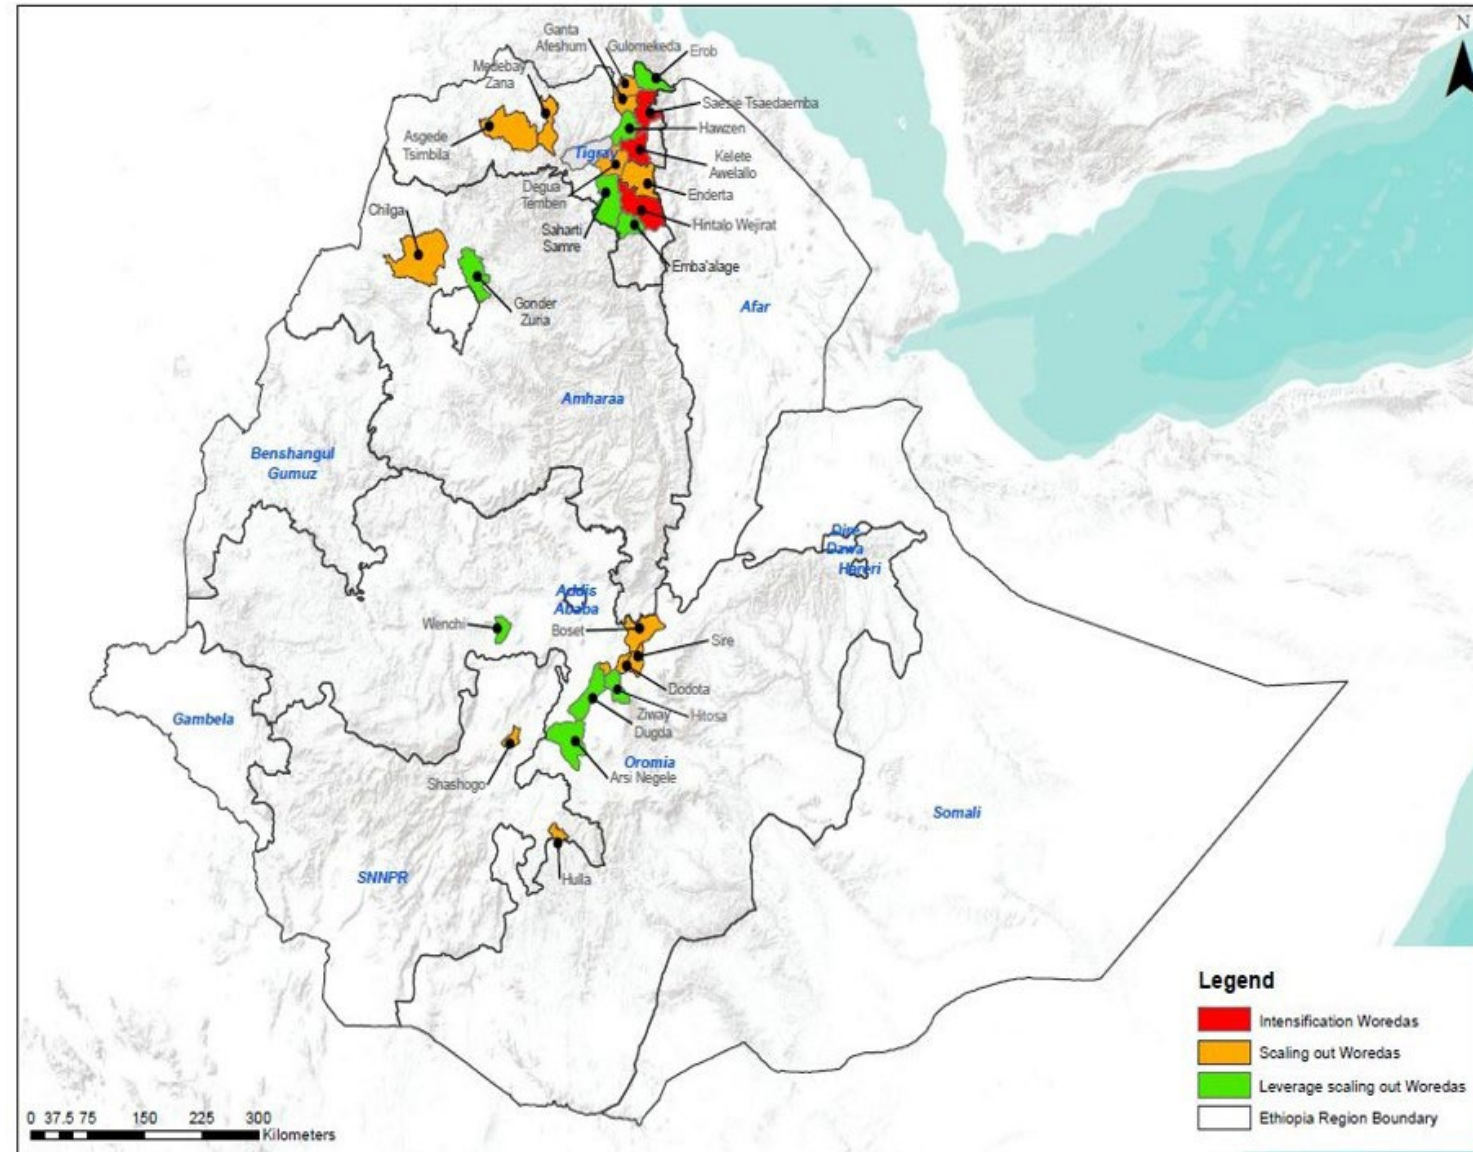 N
Ganta
Afeshum
Gulomekeda
Erob
Medebay
Zana
Saesie Tsaedaemba
Asgede
Tsimbila
Hawzen
Tigray
Kelete
Awelallo
Degua
Temben
Enderta
Chilga
Saharti
Samre
Hintalo Wejirat
Emba'alage
Gonder
Zuria
Afar
Amharaa
Benshangul
Gumuz
Dire
Dawa
Hareri
Addis
Ababa
Wenchi
Boset
Sire
Dodota
Gambela
Ziway
Dugda
Hitosa
Oromia
Shashogo
Arsi Negele
Somali
SNNPR
Hulla
Legend
Intensification Woredas
Scaling out Woredas
Leverage scaling out Woredas
Ethiopia Region Boundary
0 37.5 75 150 225 300
Kilometers